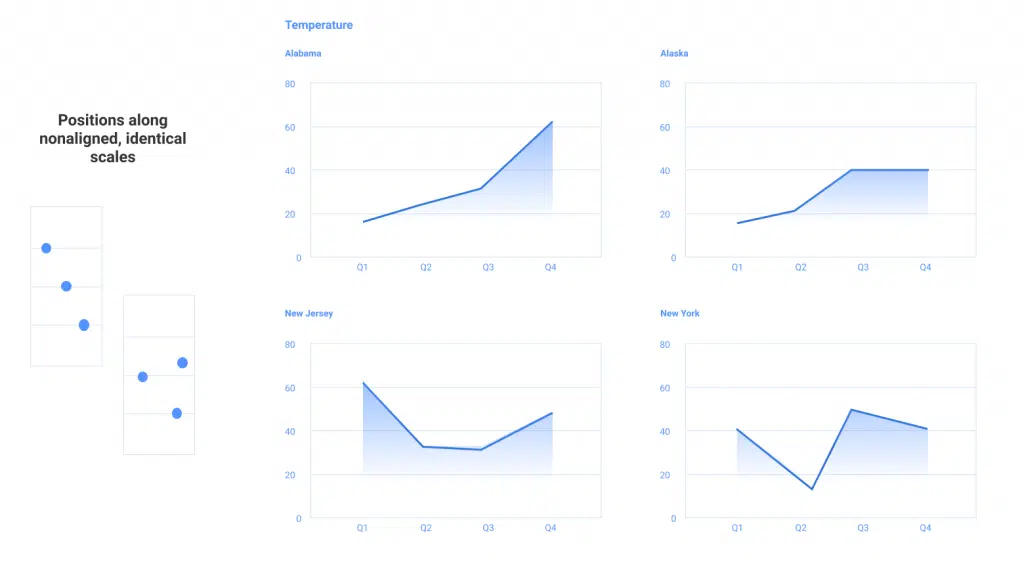 Positions along
nonaligned, identical
scales
Temperature
Alabama
80
60
40
20
0
Q1 Q2 Q3 Q4
Alaska
80
60
40
20
0
Q1 Q2 Q3 Q4
New Jersey
80
60
40
20
0
Q1 Q2 Q3 Q4
New York
80
60
40
20
0
Q1 Q2 Q3 Q4